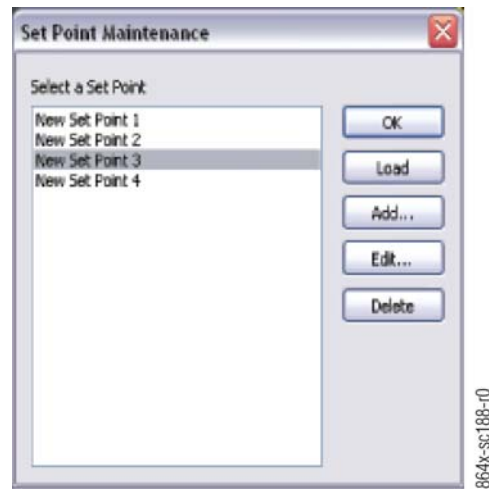 Set Point Maintenance
Select a Set Point
New Set Point 1
New Set Point 2
New Set Point 3
New Set Point 4
OK
Load
Add...
Edit...
Delete
864x-sc188-r0